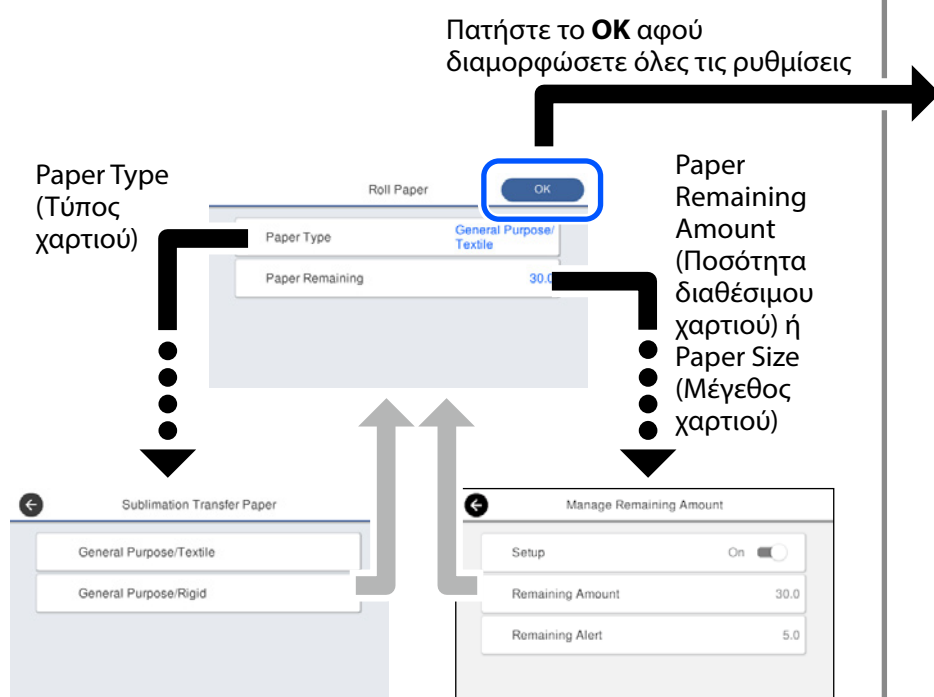 Πατήστε το OK αφού
διαμορφώσετε όλες τις ρυθμίσεις
Paper Type
(Τύπος
χαρτιού)
Roll Paper
OK
Paper Type
General Purpose/
Textile
Paper Remaining
30.0
Paper
Remaining
Amount
(Ποσότητα
διαθέσιμου
χαρτιού) ή
Paper Size
(Μέγεθος
χαρτιού)
Sublimation Transfer Paper
General Purpose/Textile
General Purpose/Rigid
Manage Remaining Amount
Setup
On
Remaining Amount
30.0
Remaining Alert
5.0